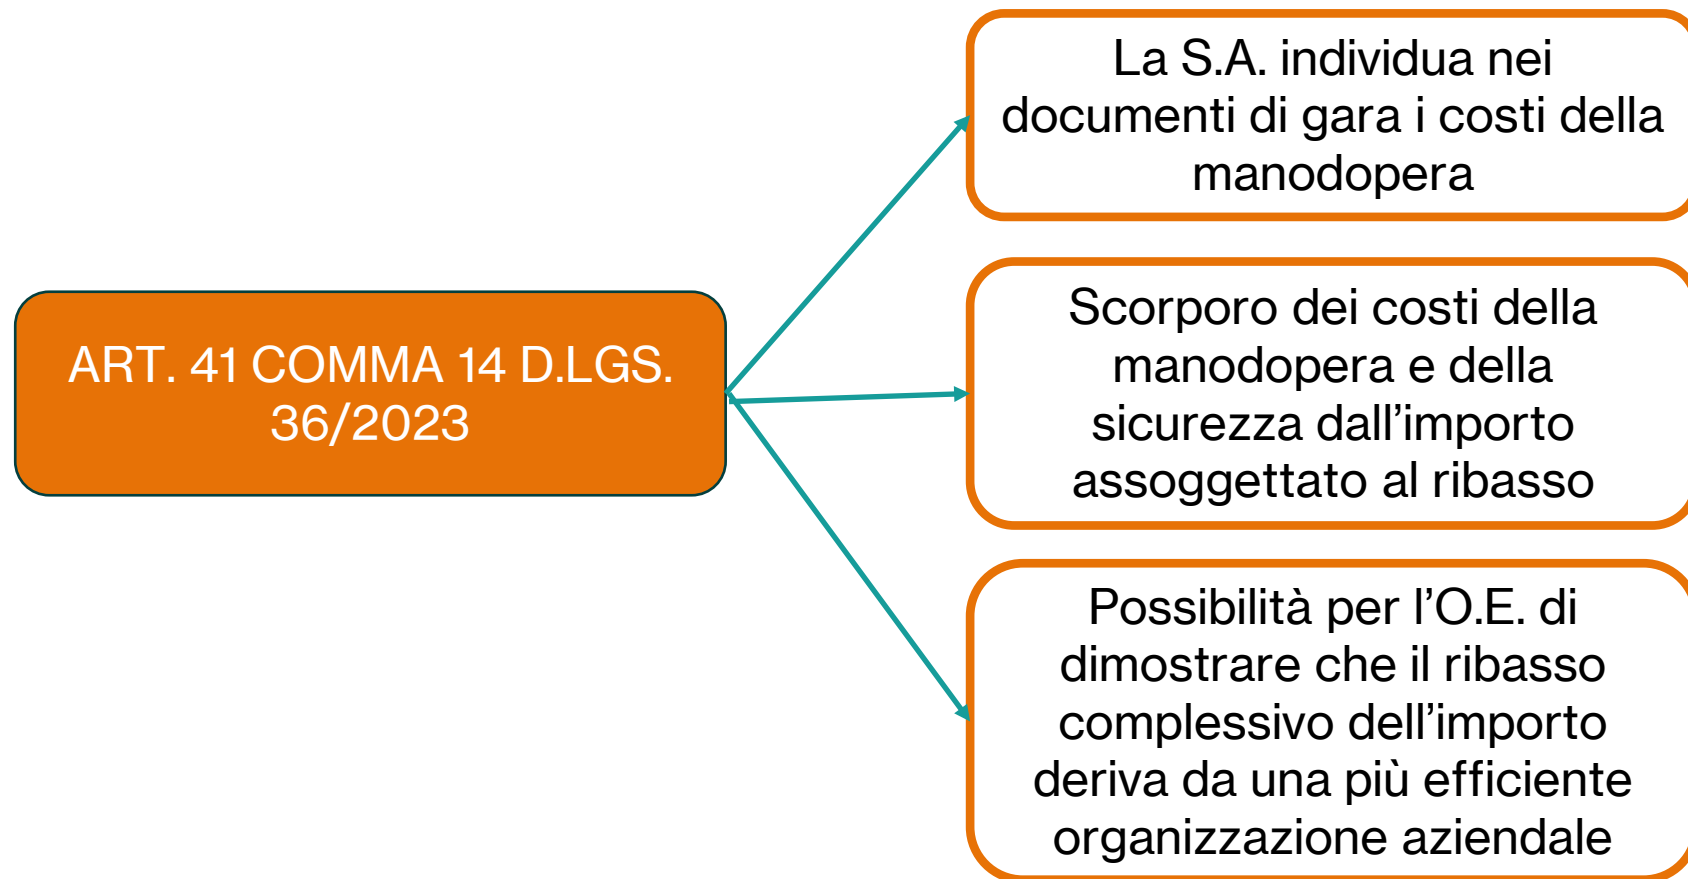 ART. 41 COMMA 14 D.LGS.
36/2023
La S.A. individua nei
documenti di gara i costi della
manodopera
Scorporo dei costi della
manodopera e della
sicurezza dall’importo
assoggettato al ribasso
Possibilità per l’O.E. di
dimostrare che il ribasso
complessivo dell’importo
deriva da una più efficiente
organizzazione aziendale